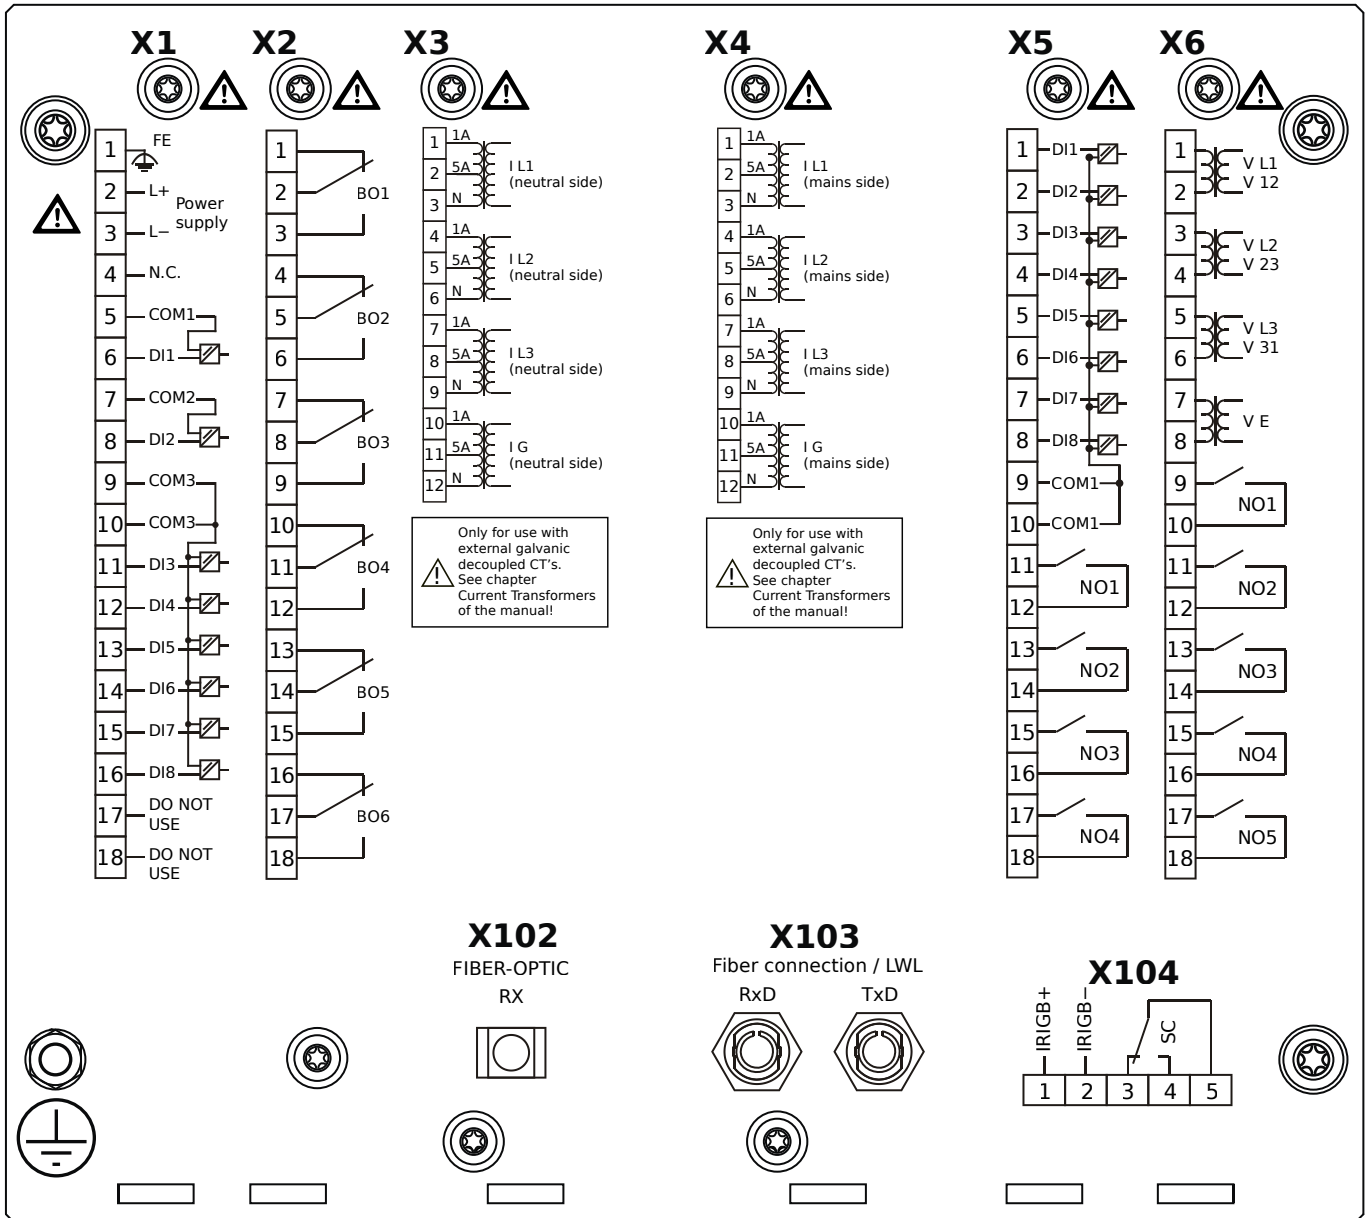 X1
X2
X3
X4
X5
X6
1
FE
2
L+
Power
supply
3
L−
4
N.C.
5
COM1
6
DI1
7
COM2
8
DI2
9
COM3
10
COM3
11
DI3
12
DI4
13
DI5
14
DI6
15
DI7
16
DI8
17
DO NOT
USE
18
DO NOT
USE
1
2
BO1
3
4
5
BO2
6
7
8
BO3
9
10
11
BO4
12
13
14
BO5
15
16
17
BO6
18
1
1A
2
5A
3
N
I L1
(neutral side)
4
1A
5
5A
6
N
I L2
(neutral side)
7
1A
8
5A
9
N
I L3
(neutral side)
10
1A
11
5A
12
N
I G
(neutral side)
Only for use with
external galvanic
decoupled CT’s.
See chapter
Current Transformers
of the manual!
1
1A
2
5A
3
N
I L1
(mains side)
4
1A
5
5A
6
N
I L2
(mains side)
7
1A
8
5A
9
N
I L3
(mains side)
10
1A
11
5A
12
N
I G
(mains side)
Only for use with
external galvanic
decoupled CT’s.
See chapter
Current Transformers
of the manual!
1
DI1
2
DI2
3
DI3
4
DI4
5
DI5
6
DI6
7
DI7
8
DI8
9
COM1
10
COM1
11
NO1
12
13
NO2
14
15
NO3
16
17
NO4
18
1
V L1
V 12
2
3
V L2
V 23
4
5
V L3
V 31
6
7
V E
8
9
NO1
10
11
NO2
12
13
NO3
14
15
NO4
16
17
NO5
18
X102
FIBER-OPTIC
RX
X103
Fiber connection / LWL
RxD
TxD
X104
IRIGB+
IRIGB−
SC
1
2
3
4
5